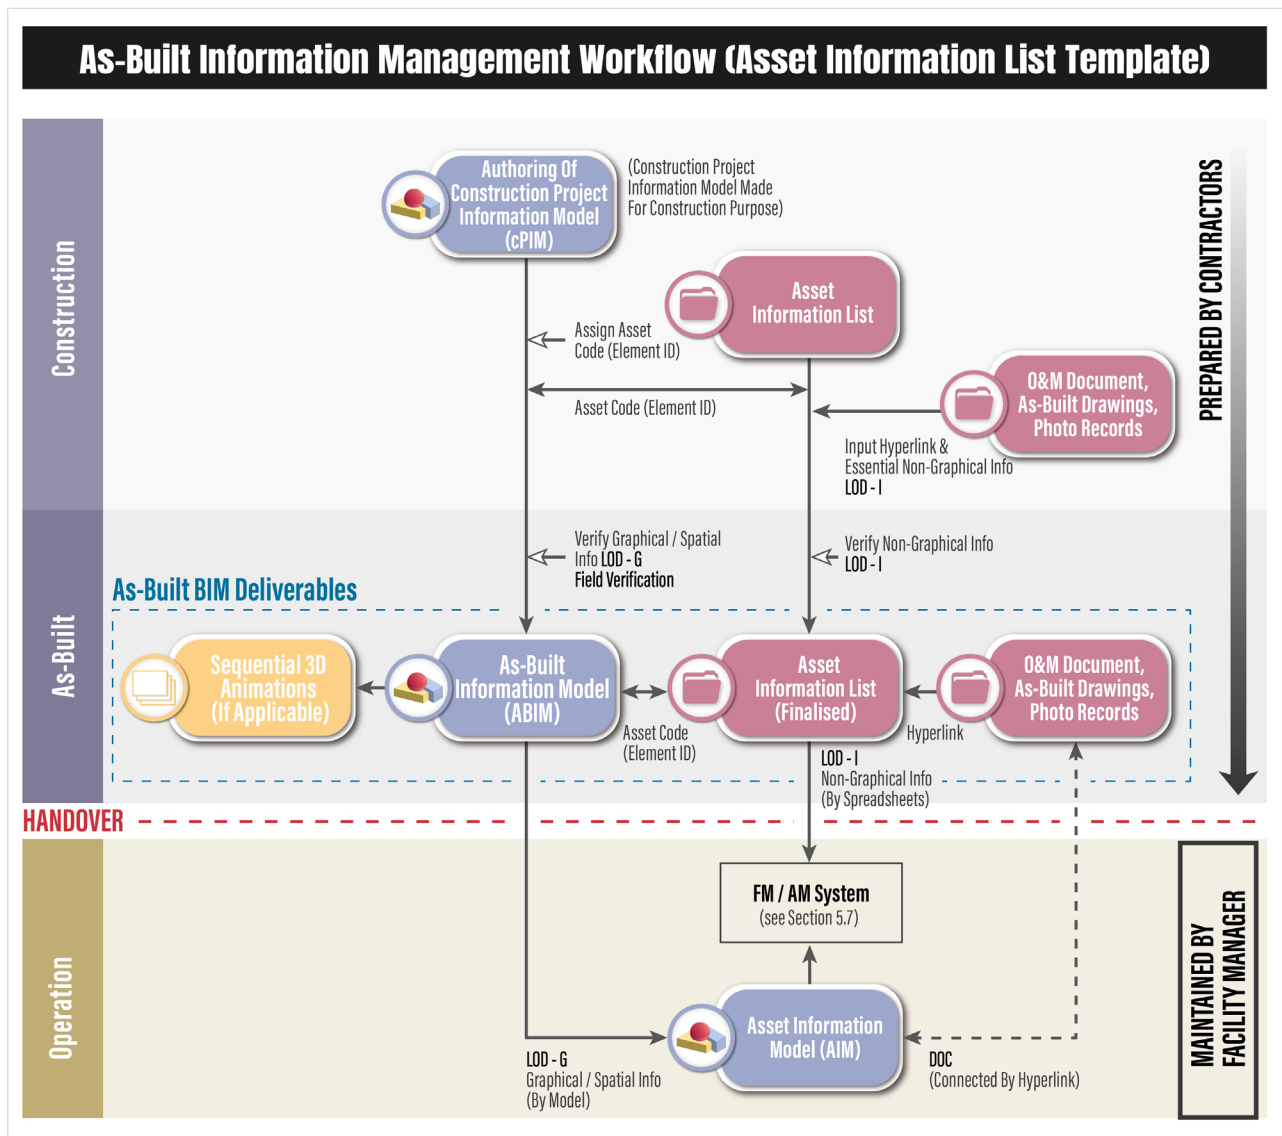 As-Built Information Management Workflow (Asset Information List Template)
Construction
Authoring Of
Construction Project
Information Model
(cPIM)
(Construction Project
Information Model Made
For Construction Purpose)
Asset
Information List
Assign Asset
Code (Element ID)
Asset Code (Element ID)
O&M Document,
As-Built Drawings,
Photo Records
Input Hyperlink &
Essential Non-Graphical Info
LOD - I
PREPARED BY CONTRACTORS
As-Built
Verify Graphical / Spatial
Info LOD - G
Field Verification
Verify Non-Graphical Info
LOD - I
As-Built BIM Deliverables
Sequential 3D
Animations
(If Applicable)
As-Built
Information Model
(ABIM)
Asset Code
(Element ID)
Asset
Information List
(Finalised)
Hyperlink
O&M Document,
As-Built Drawings,
Photo Records
LOD - I
Non-Graphical Info
(By Spreadsheets)
HANDOVER
Operation
FM / AM System
(see Section 5.7)
Asset Information
Model (AIM)
LOD - G
Graphical / Spatial Info
(By Model)
DOC
(Connected By Hyperlink)
MAINTAINED BY
FACILITY MANAGER